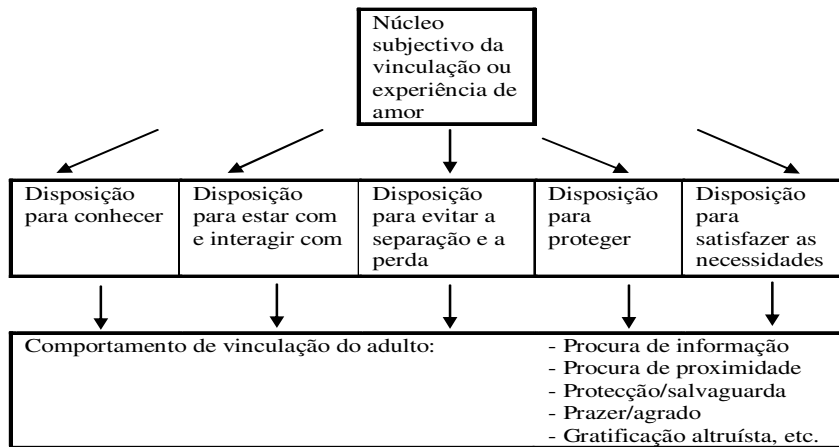 Núcleo
subjectivo da
vinculação ou
experiência de
amor
Disposição
para conhecer
Disposição
para estar com
e interagir com
Disposição
para evitar a
separação e a
perda
Disposição
para
proteger
Disposição
para
satisfazer as
necessidades
Comportamento de vinculação do adulto:
- Procura de informação
- Procura de proximidade
- Protecção/salvaguarda
- Prazer/agrado
- Gratificação altruísta, etc.